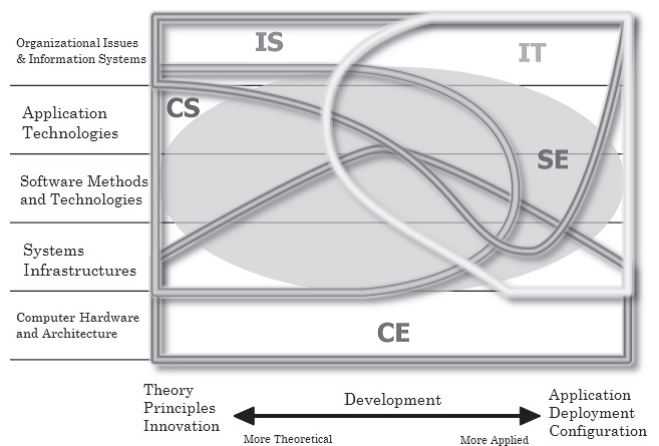 Organizational Issues
& Information Systems
IS
IT
CS
Application
Technologies
SE
Software Methods
and Technologies
Systems
Infrastructures
Computer Hardware
and Architecture
CE
Theory
Principles
Innovation
Development
Application
Deployment
Configuration
More Theoretical
More Applied